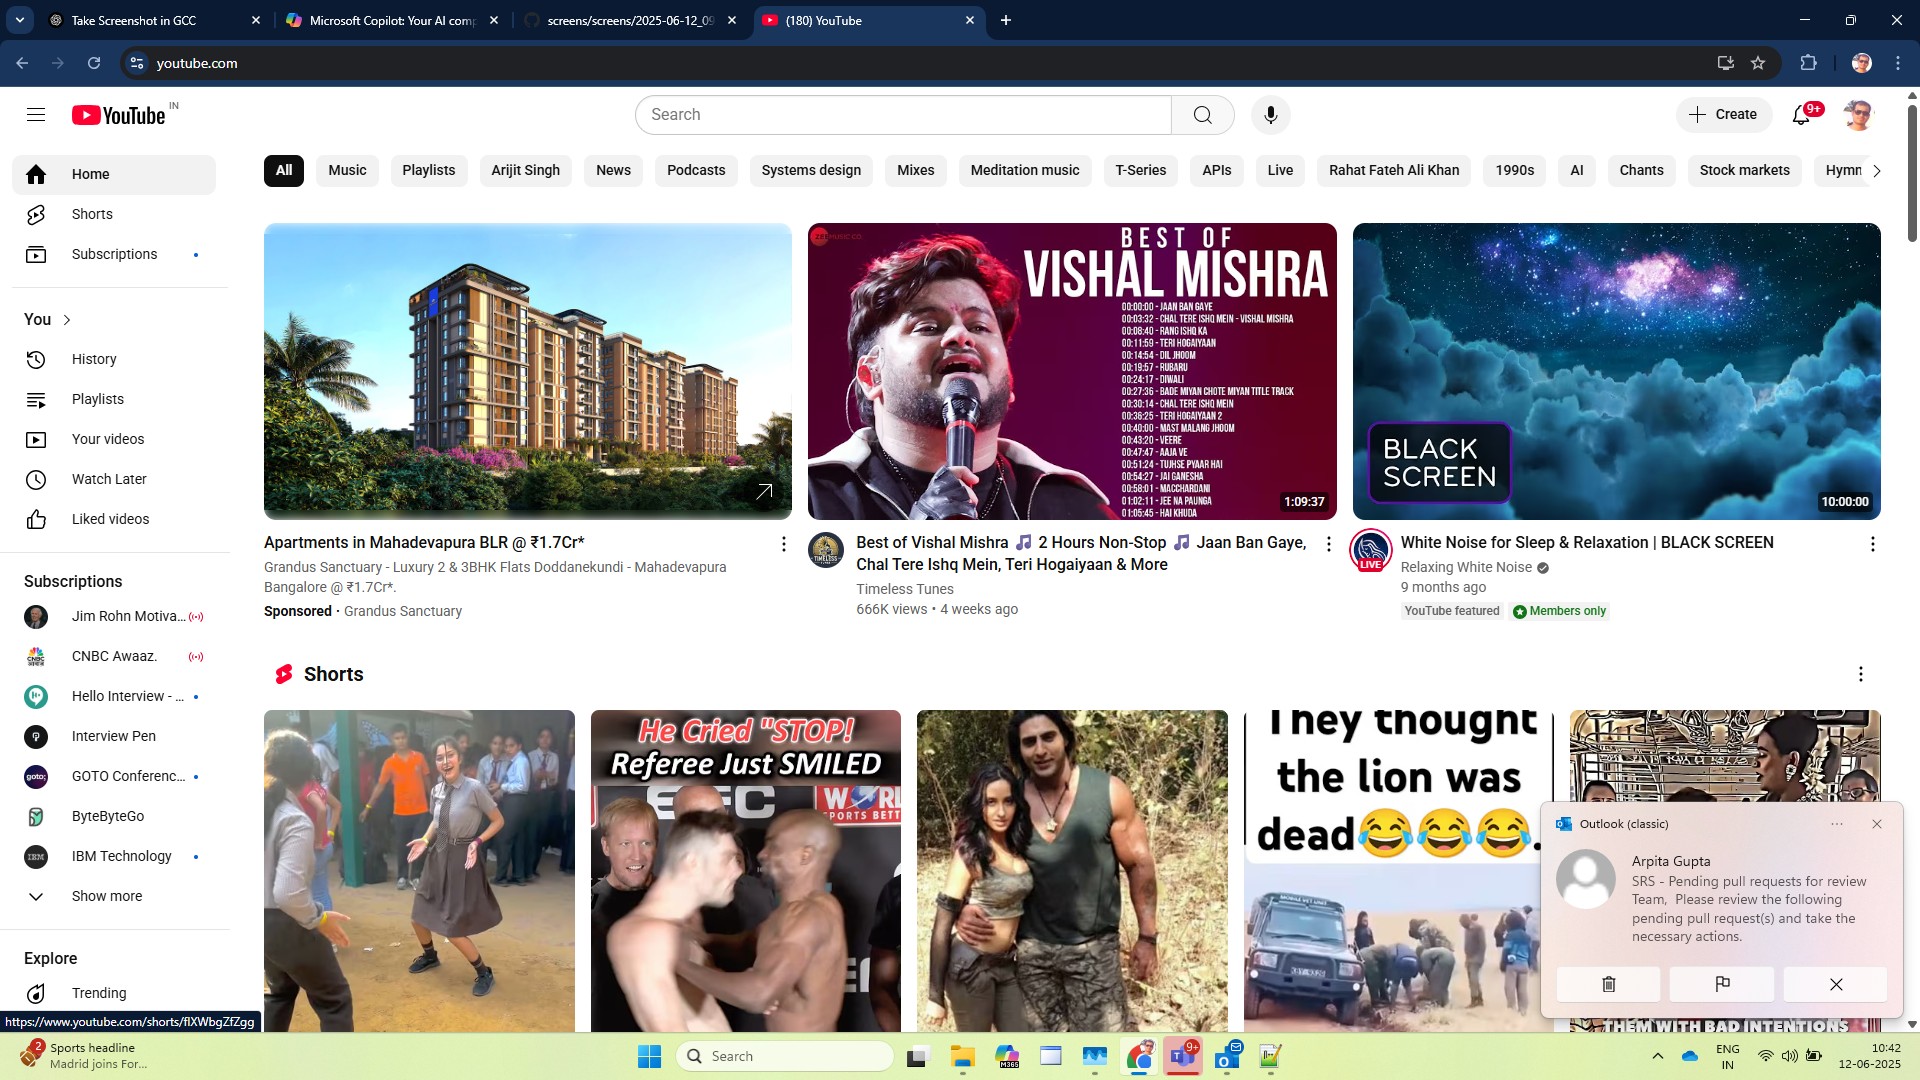 Take Screenshot in GCC
Microsoft Copilot: Your AI comp
screens/screens/2025-06-12_09
(180) YouTube
youtube.com
YouTube IN
Search
Create
9+
Home
Shorts
Subscriptions
You
History
Playlists
Your videos
Watch Later
Liked videos
Subscriptions
Jim Rohn Motiva...
CNBC Awaaz.
Hello Interview - ...
Interview Pen
GOTO Conferenc...
ByteByteGo
IBM Technology
Show more
Explore
Trending
https://www.youtube.com/shorts/flXWbgZfZgg
All
Music
Playlists
Arijit Singh
News
Podcasts
Systems design
Mixes
Meditation music
T-Series
APIs
Live
Rahat Fateh Ali Khan
1990s
AI
Chants
Stock markets
Hymn
Apartments in Mahadevapura BLR @ ₹1.7Cr*
Grandus Sanctuary - Luxury 2 & 3BHK Flats Doddanekundi - Mahadevapura
Bangalore @ ₹1.7Cr*.
Sponsored · Grandus Sanctuary
ZEE MUSIC CO.
BEST OF
VISHAL MISHRA
00:00:00 - JAAN BAN GAYE
00:03:32 - CHAL TERE ISHQ MEIN - VISHAL MISHRA
00:08:40 - RANG ISHQ KA
00:11:59 - TERI HOGAIYAAN
00:14:54 - DIL JHOOM
00:19:57 - RUBARU
00:24:17 - DIWALI
00:27:36 - BADE MIYAN CHOTE MIYAN TITLE TRACK
00:30:14 - CHAL TERE ISHQ MEIN
00:36:25 - TERI HOGAIYAAN 2
00:40:00 - MAST MALANG JHOOM
00:43:20 - VEERE
00:47:47 - AAJA VE
00:51:24 - TUJHSE PYAAR HAI
00:54:27 - JAI GANESHA
00:58:01 - MACCHARDANI
01:02:11 - JEE NA PAUNGA
01:05:45 - HAI KHUDA
1:09:37
TIMELESS
Best of Vishal Mishra 🎵 2 Hours Non-Stop 🎵 Jaan Ban Gaye,
Chal Tere Ishq Mein, Teri Hogaiyaan & More
Timeless Tunes
666K views • 4 weeks ago
BLACK
SCREEN
10:00:00
LIVE
White Noise for Sleep & Relaxation | BLACK SCREEN
Relaxing White Noise
9 months ago
YouTube featured
Members only
Shorts
He Cried "STOP!
Referee Just SMILED
EFC
WORL
SPORTS BETT
They thought
the lion was
dead😂😂😂.
MOBILE VET UNIT
THEM WITH BAD INTENTIONS
Outlook (classic)
Arpita Gupta
SRS - Pending pull requests for review
Team, Please review the following
pending pull request(s) and take the
necessary actions.
2
Sports headline
Madrid joins For...
Search
M365
9+
ENG
IN
10:42
12-06-2025